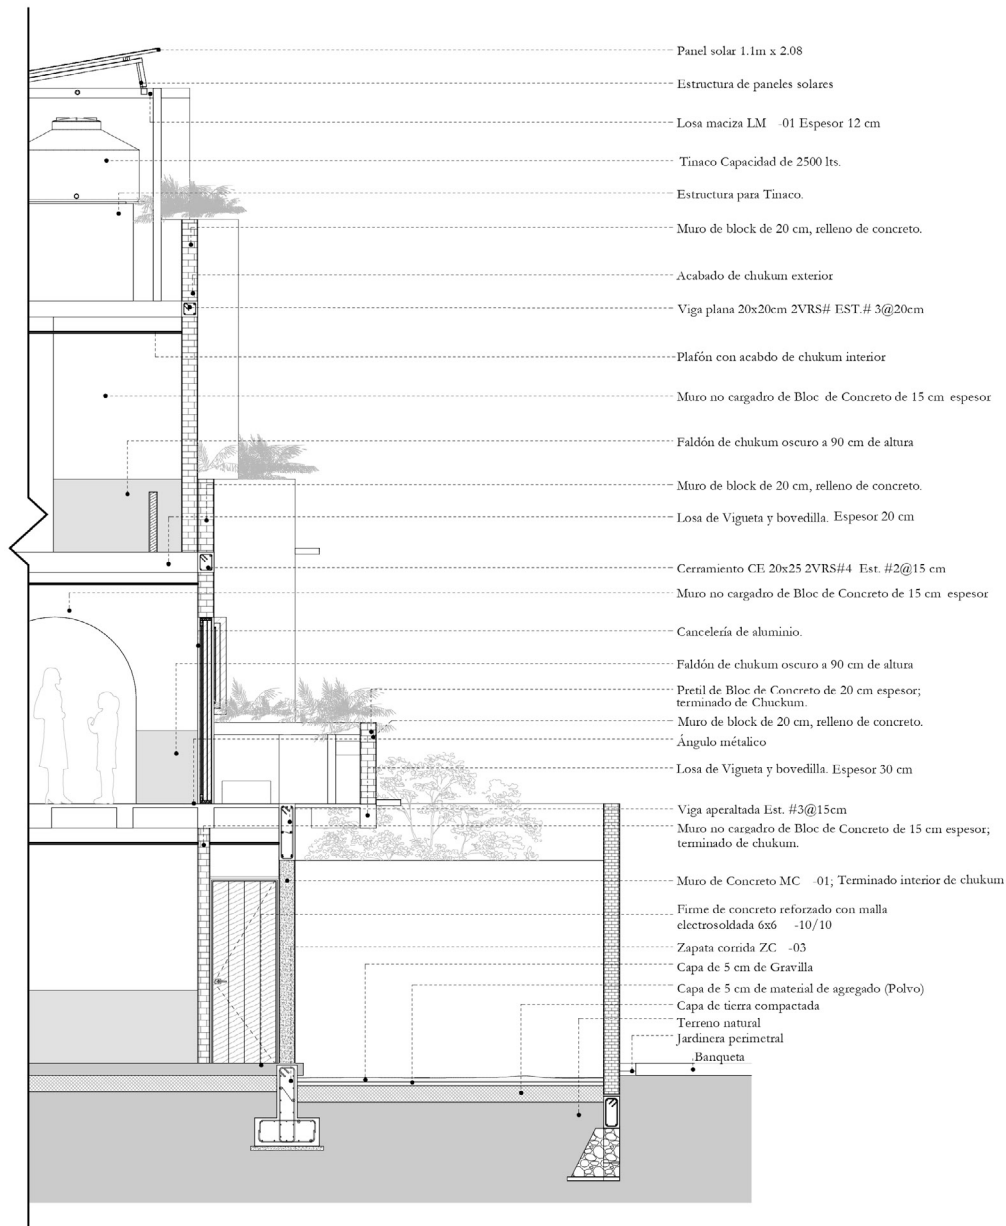 Panel solar 1.1m x 2.08
Estructura de paneles solares
Losa maciza LM -01 Espesor 12 cm
Tinaco Capacidad de 2500 lts.
Estructura para Tinaco.
Muro de block de 20 cm, relleno de concreto.
Acabado de chukum exterior
Viga plana 20x20cm 2VRS# EST.# 3@20cm
Plafón con acabdo de chukum interior
Muro no cargadro de Bloc de Concreto de 15 cm espesor
Faldón de chukum oscuro a 90 cm de altura
Muro de block de 20 cm, relleno de concreto.
Losa de Vigueta y bovedilla. Espesor 20 cm
Cerramiento CE 20x25 2VRS#4 Est. #2@15 cm
Muro no cargadro de Bloc de Concreto de 15 cm espesor
Cancelería de aluminio.
Faldón de chukum oscuro a 90 cm de altura
Pretil de Bloc de Concreto de 20 cm espesor;
terminado de Chuckum.
Muro de block de 20 cm, relleno de concreto.
Ángulo métalico
Losa de Vigueta y bovedilla. Espesor 30 cm
Viga aperaltada Est. #3@15cm
Muro no cargadro de Bloc de Concreto de 15 cm espesor;
terminado de chukum.
Muro de Concreto MC -01; Terminado interior de chukum
Firme de concreto reforzado con malla
electrosoldada 6x6 -10/10
Zapata corrida ZC -03
Capa de 5 cm de Gravilla
Capa de 5 cm de material de agregado (Polvo)
Capa de tierra compactada
Terreno natural
Jardinera perimetral
.Banqueta